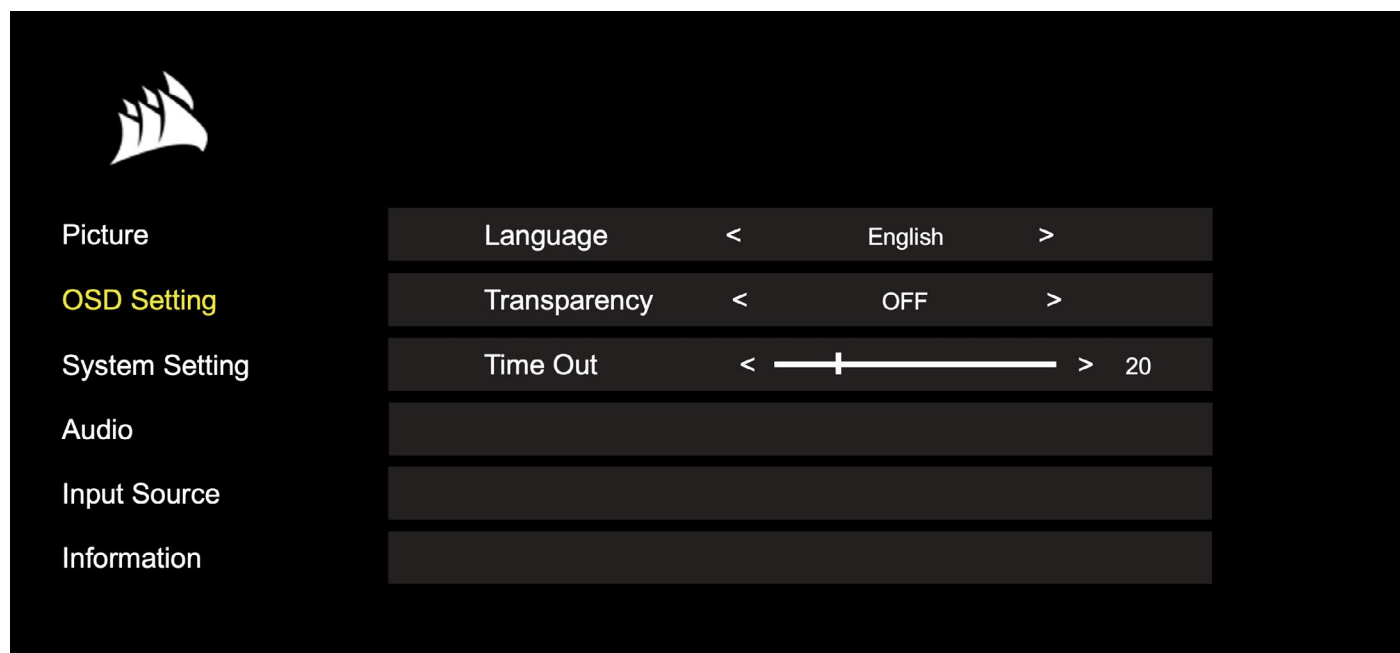 Picture Language < English >
OSD Setting Transparency < OFF >
System Setting Time Out < > 20
Audio
Input Source
Information